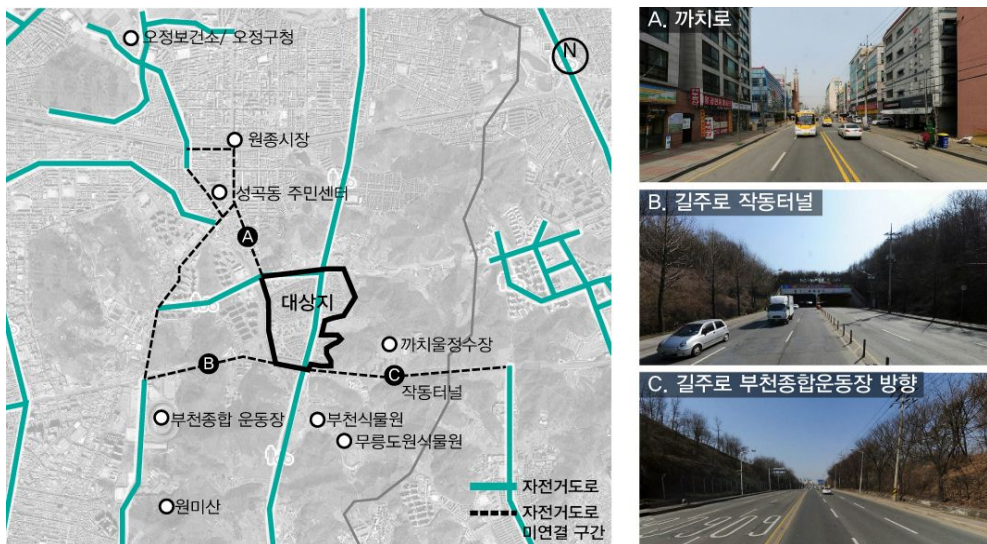 오정보건소/ 오정구청
N
원종시장
성곡동 주민센터
A
대상지
까치울정수장
B
C
작동터널
부천종합 운동장
부천식물원
무릉도원식물원
원미산
자전거도로
자전거도로
미연결 구간
A. 까치로
B. 길주로 작동터널
C. 길주로 부천종합운동장 방향